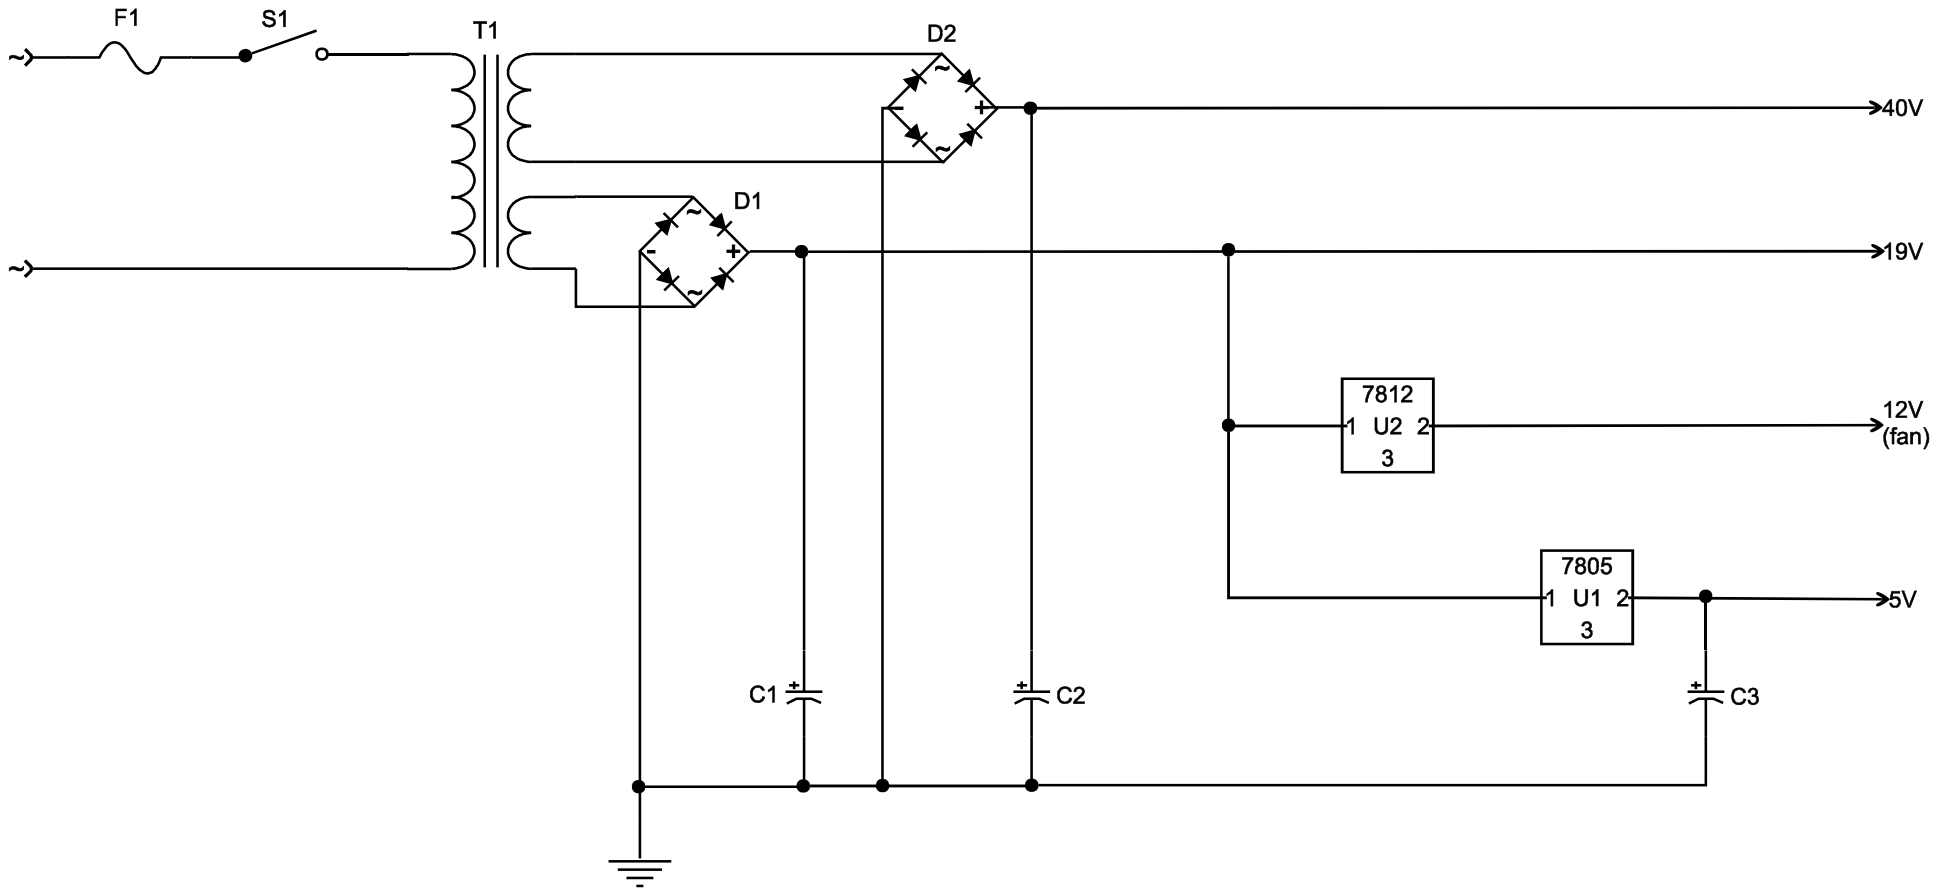 F1
S1
T1
D2
~
~
~
- +
40V
~
~
D1
- +
19V
~
~
7812
1 U2 2
3
12V
(fan)
7805
1 U1 2
3
5V
C1
+
+
C2
+
C3